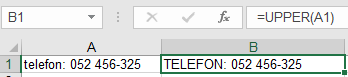 B1 fx =UPPER(A1)
A B
1 telefon: 052 456-325 TELEFON: 052 456-325